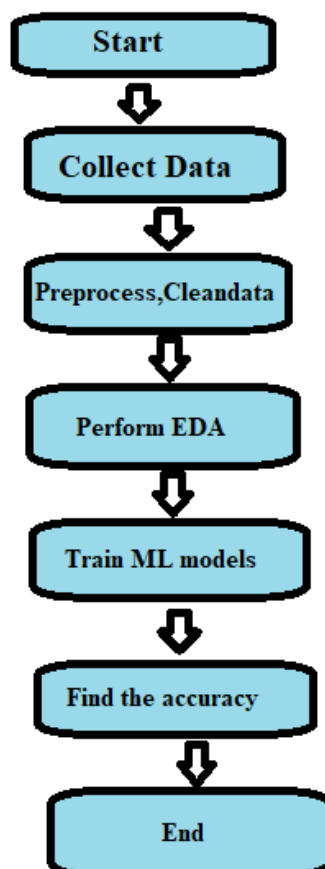 Start
Collect Data
Preprocess,Cleandata
Perform EDA
Train ML models
Find the accuracy
End